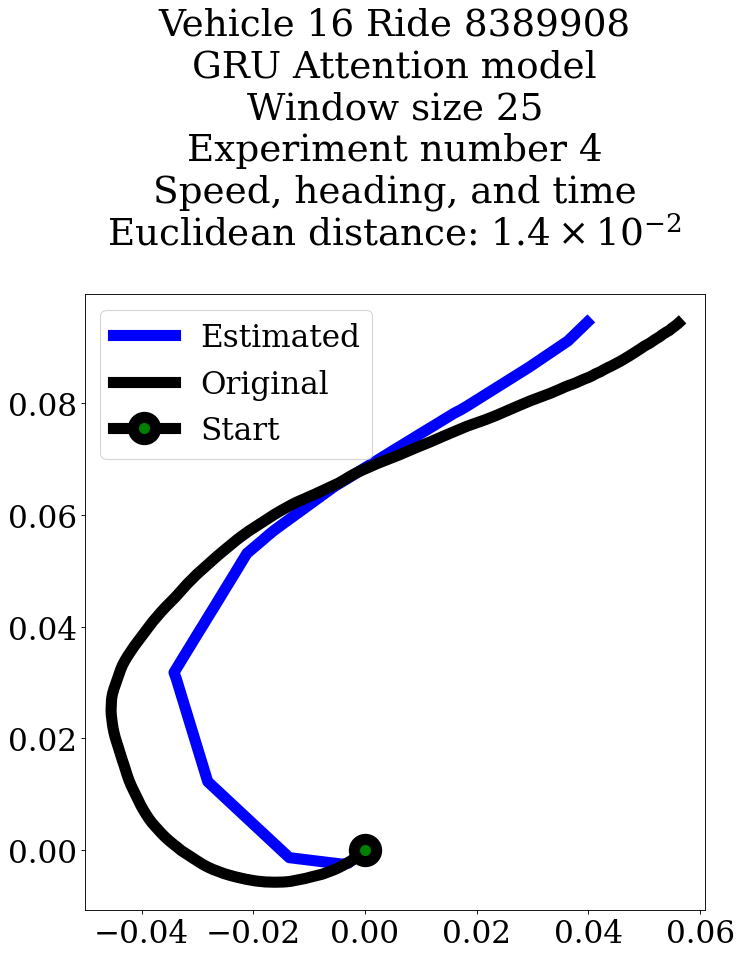 Vehicle 16 Ride 8389908
GRU Attention model
Window size 25
Experiment number 4
Speed, heading, and time
Euclidean distance: 1.4 × 10⁻²
Estimated
Original
Start
0.08
0.06
0.04
0.02
0.00
−0.04 −0.02 0.00 0.02 0.04 0.06